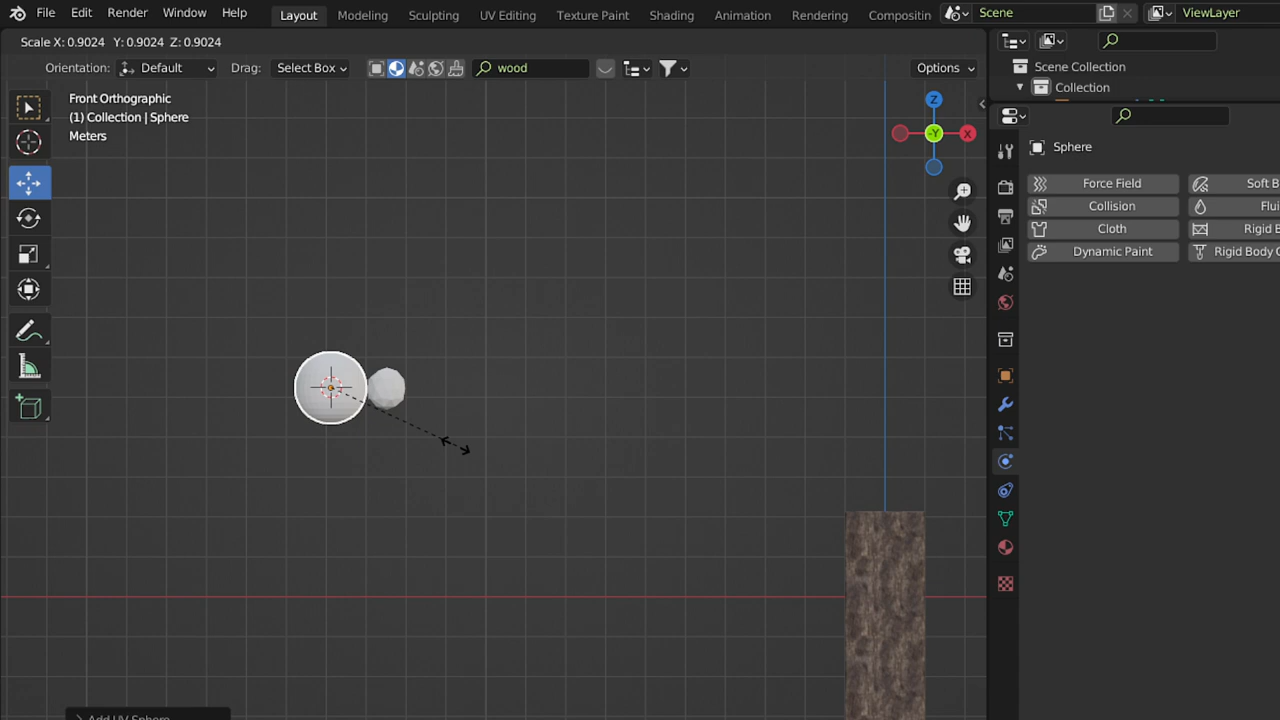 File Edit Render Window Help Layout Modeling Sculpting UV Editing Texture Paint Shading Animation Rendering Compositin Scene ViewLayer
Scale X: 0.9024 Y: 0.9024 Z: 0.9024
Orientation: Default Drag: Select Box wood Options
Scene Collection
Collection
Front Orthographic
(1) Collection | Sphere
Meters
Z
-Y
X
Sphere
Force Field Soft B
Collision Flui
Cloth Rigid B
Dynamic Paint Rigid Body C
Add UV Sphere